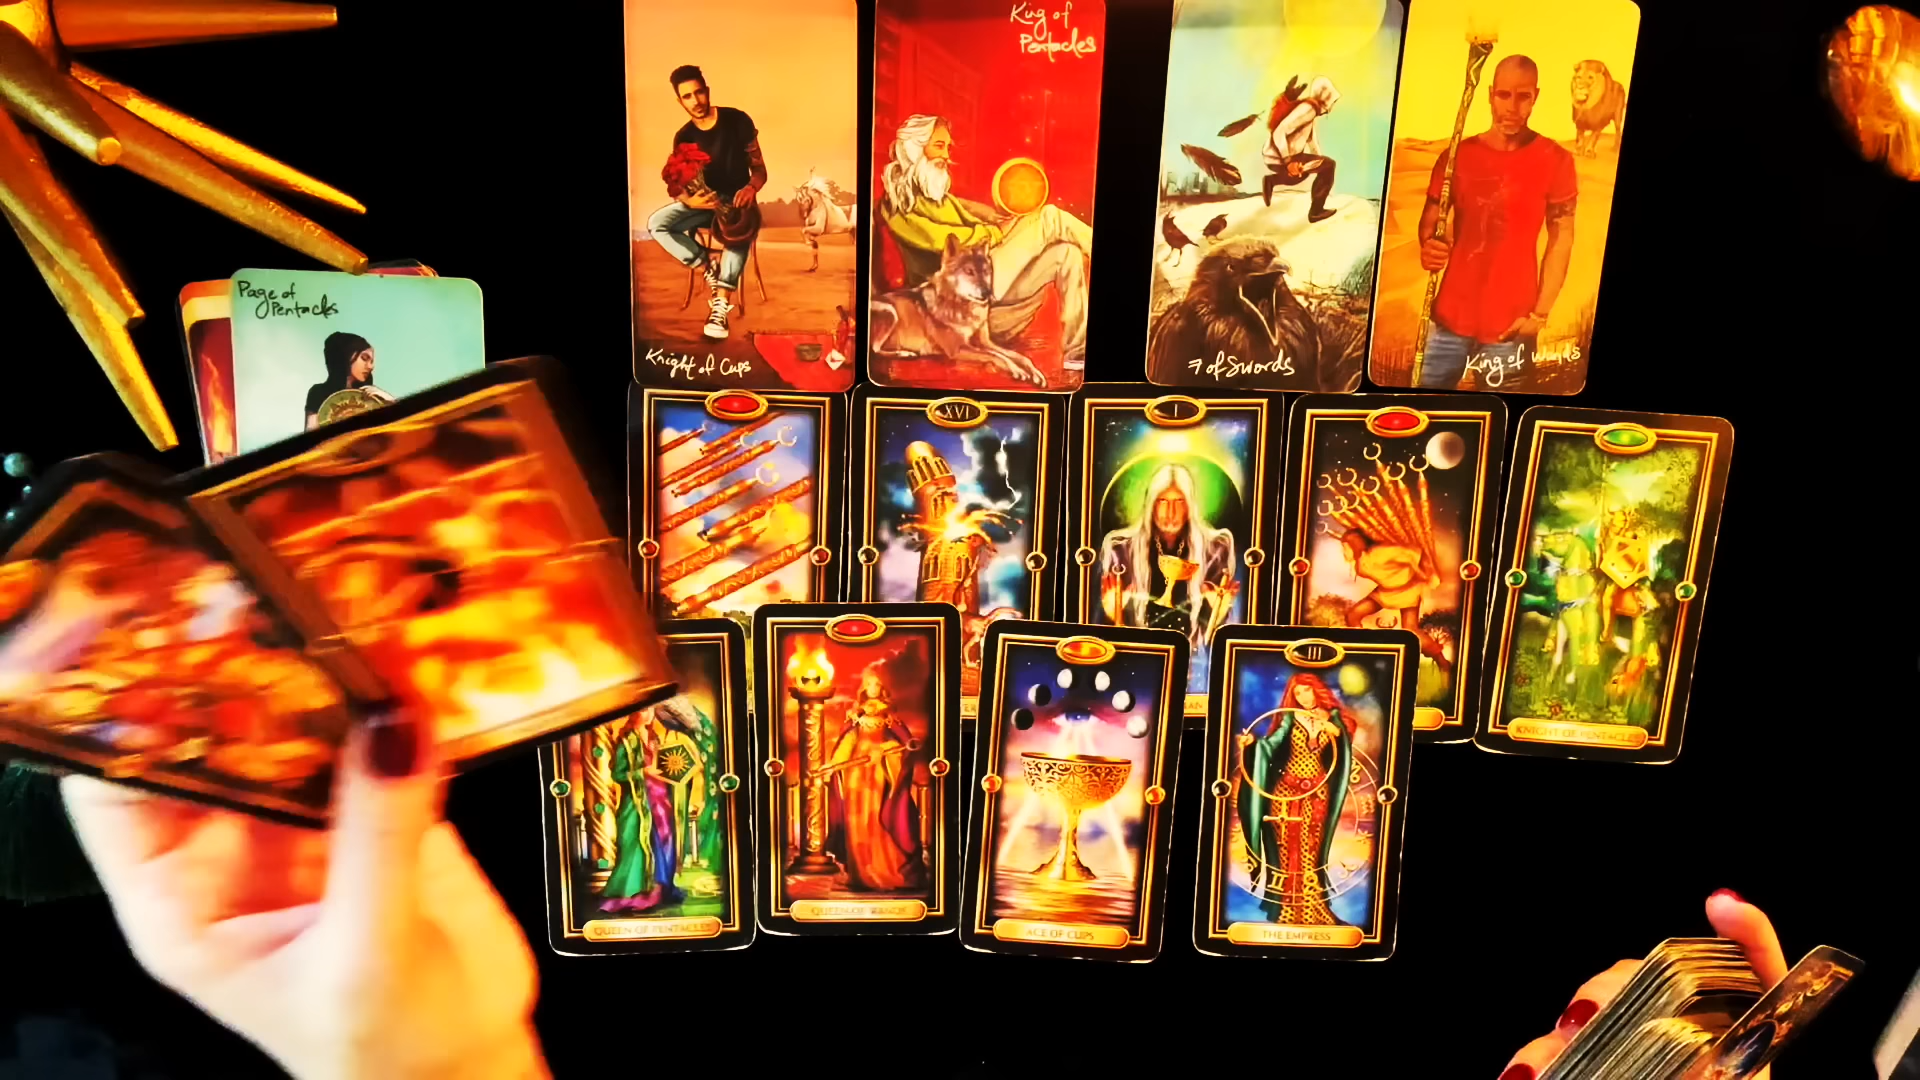 King of
Pentacles
Knight of Cups
7 of Swords
King of Wands
Page of
Pentacles
XVI
I
KNIGHT OF PENTACLES
III
QUEEN OF PENTACLES
QUEEN OF WANDS
ACE OF CUPS
THE EMPRESS